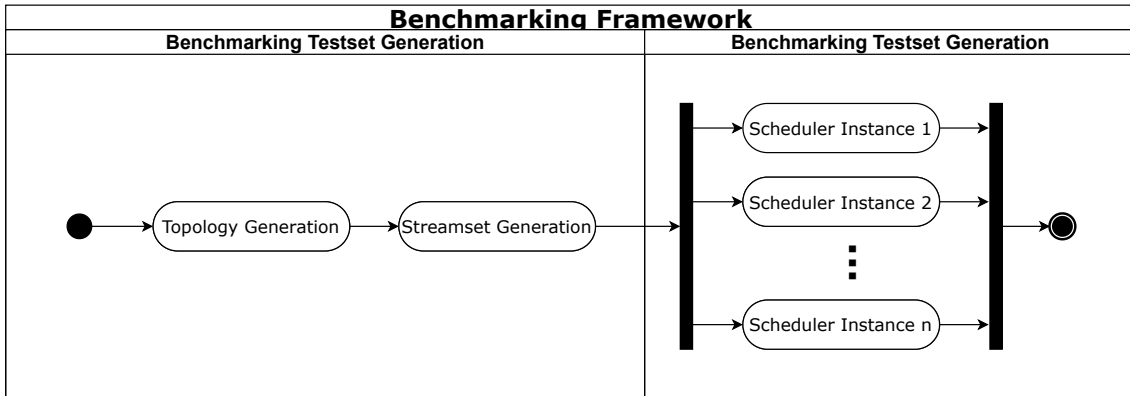 Benchmarking Framework
Benchmarking Testset Generation
Benchmarking Testset Generation
Topology Generation
Streamset Generation
Scheduler Instance 1
Scheduler Instance 2
Scheduler Instance n